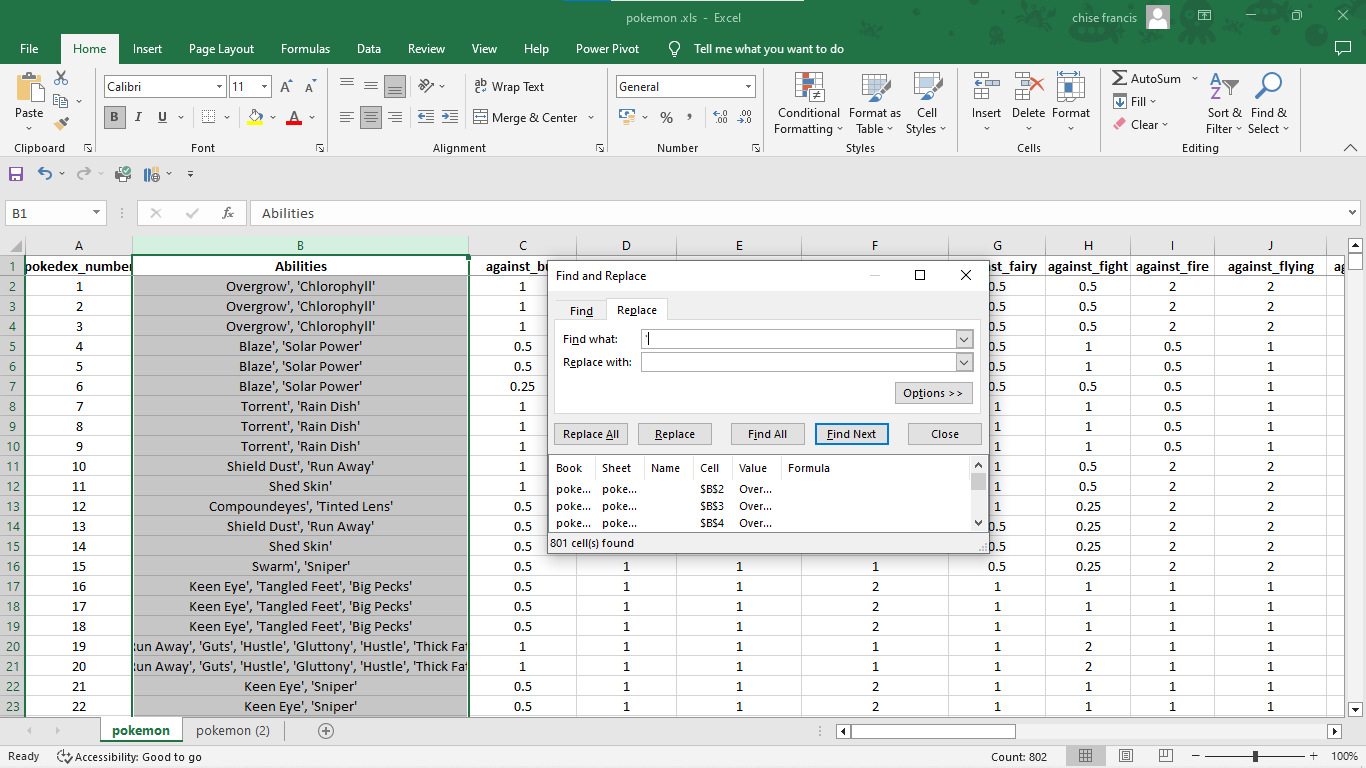 pokemon .xls - Excel
chise francis
File Home Insert Page Layout Formulas Data Review View Help Power Pivot Tell me what you want to do
Calibri 11 Wrap Text General AutoSum
Paste Conditional Formatting Format as Table Cell Styles Insert Delete Format Fill Sort & Filter Find & Select
B I U A Merge & Center % , Clear
Clipboard Font Alignment Number Styles Cells Editing
B1 fx Abilities
A B C D E F G H I J
1 pokedex_number Abilities against_bu st_fairy against_fight against_fire against_flying
2 1 Overgrow', 'Chlorophyll' 1 0.5 0.5 2 2
3 2 Overgrow', 'Chlorophyll' 1 0.5 0.5 2 2
4 3 Overgrow', 'Chlorophyll' 1 0.5 0.5 2 2
5 4 Blaze', 'Solar Power' 0.5 0.5 1 0.5 1
6 5 Blaze', 'Solar Power' 0.5 0.5 1 0.5 1
7 6 Blaze', 'Solar Power' 0.25 0.5 0.5 0.5 1
8 7 Torrent', 'Rain Dish' 1 1 1 0.5 1
9 8 Torrent', 'Rain Dish' 1 1 1 0.5 1
10 9 Torrent', 'Rain Dish' 1 1 1 0.5 1
11 10 Shield Dust', 'Run Away' 1 1 0.5 2 2
12 11 Shed Skin' 1 1 0.5 2 2
13 12 Compoundeyes', 'Tinted Lens' 0.5 1 0.25 2 2
14 13 Shield Dust', 'Run Away' 0.5 0.5 0.25 2 2
15 14 Shed Skin' 0.5 0.5 0.25 2 2
16 15 Swarm', 'Sniper' 0.5 1 1 1 0.5 0.25 2 2
17 16 Keen Eye', 'Tangled Feet', 'Big Pecks' 0.5 1 1 2 1 1 1 1
18 17 Keen Eye', 'Tangled Feet', 'Big Pecks' 0.5 1 1 2 1 1 1 1
19 18 Keen Eye', 'Tangled Feet', 'Big Pecks' 0.5 1 1 2 1 1 1 1
20 19 Run Away', 'Guts', 'Hustle', 'Gluttony', 'Hustle', 'Thick Fat 1 1 1 1 1 2 1 1
21 20 Run Away', 'Guts', 'Hustle', 'Gluttony', 'Hustle', 'Thick Fat 1 1 1 1 1 2 1 1
22 21 Keen Eye', 'Sniper' 0.5 1 1 2 1 1 1 1
23 22 Keen Eye', 'Sniper' 0.5 1 1 2 1 1 1 1
Find and Replace
Find Replace
Find what: '
Replace with:
Options >>
Replace All Replace Find All Find Next Close
Book Sheet Name Cell Value Formula
poke... poke... $B$2 Over...
poke... poke... $B$3 Over...
poke... poke... $B$4 Over...
801 cell(s) found
pokemon pokemon (2)
Ready Accessibility: Good to go Count: 802 100%